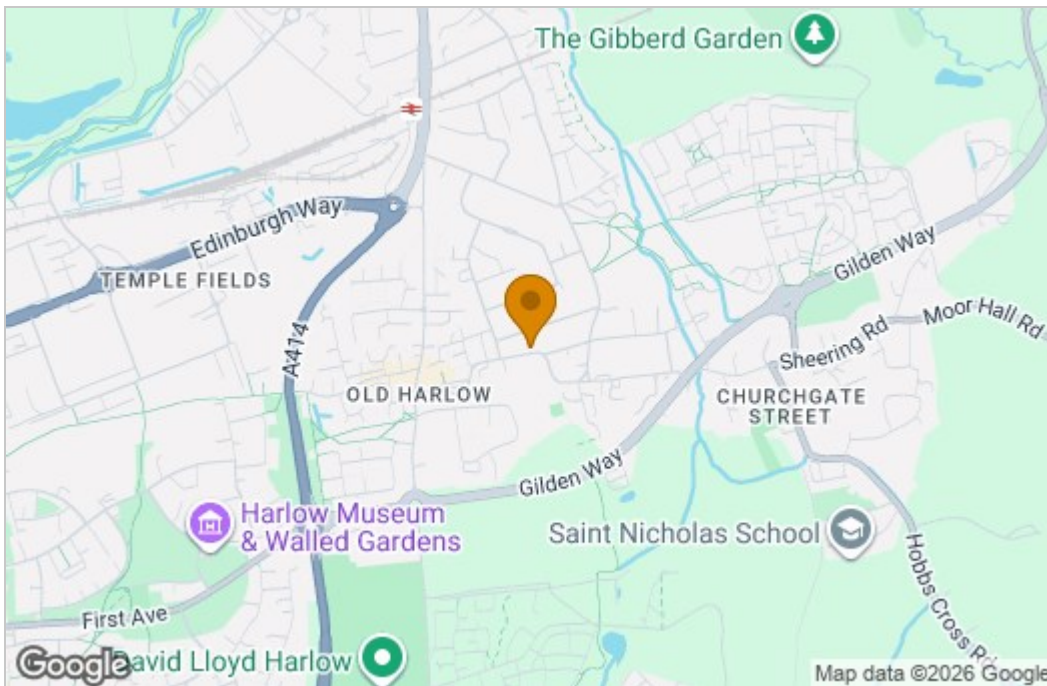 The Gibberd Garden
Edinburgh Way
Gilden Way
TEMPLE FIELDS
Moor Hall Rd
Sheering Rd
A414
OLD HARLOW
CHURCHGATE
STREET
Gilden Way
Harlow Museum
& Walled Gardens
Saint Nicholas School
Hobbs Cross Rd
First Ave
Google
David Lloyd Harlow
Map data ©2026 Google